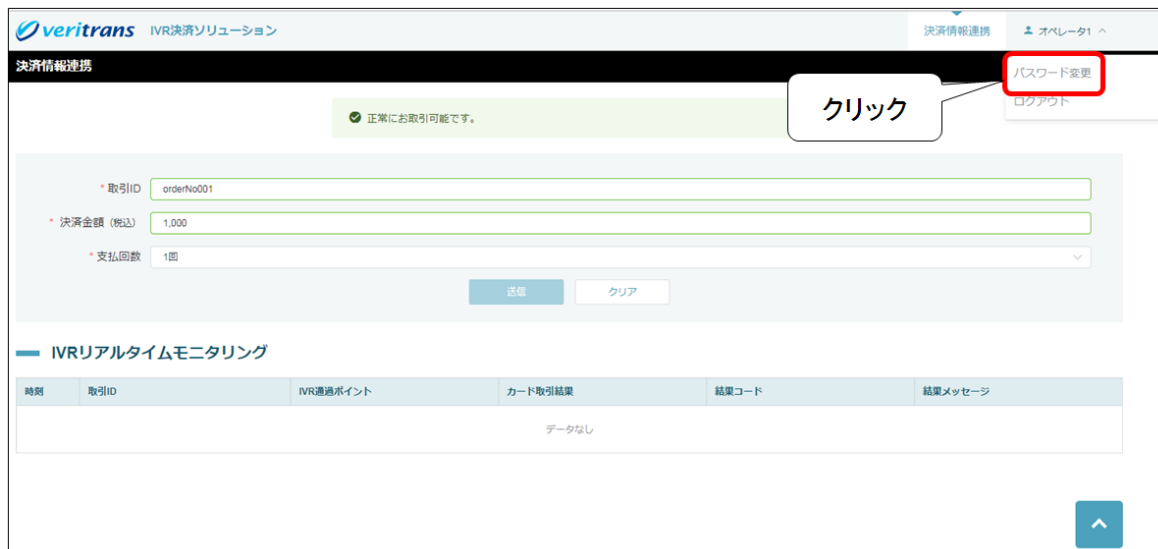 veritrans IVR決済ソリューション 決済情報連携 オペレータ1
決済情報連携
パスワード変更
ログアウト
クリック
正常にお取引可能です。
* 取引ID orderNo001
* 決済金額（税込） 1,000
* 支払回数 1回
送信 クリア
IVRリアルタイムモニタリング
時刻 取引ID IVR通過ポイント カード取引結果 結果コード 結果メッセージ
データなし